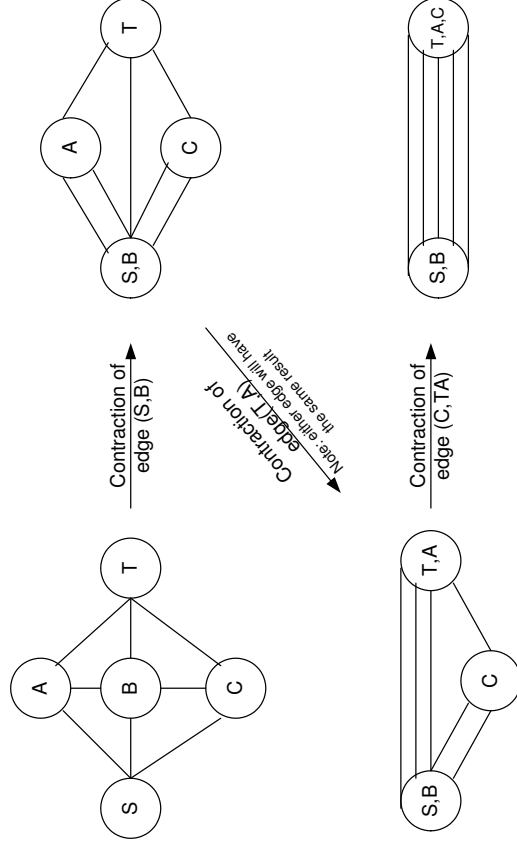 A
S
B
T
C
Contraction of
edge (S,B)
A
S,B
T
C
Contraction of
edge(T,A)
Note: either edge will have
the same result
S,B
T,A
C
Contraction of
edge (C,TA)
S,B
T,A,C